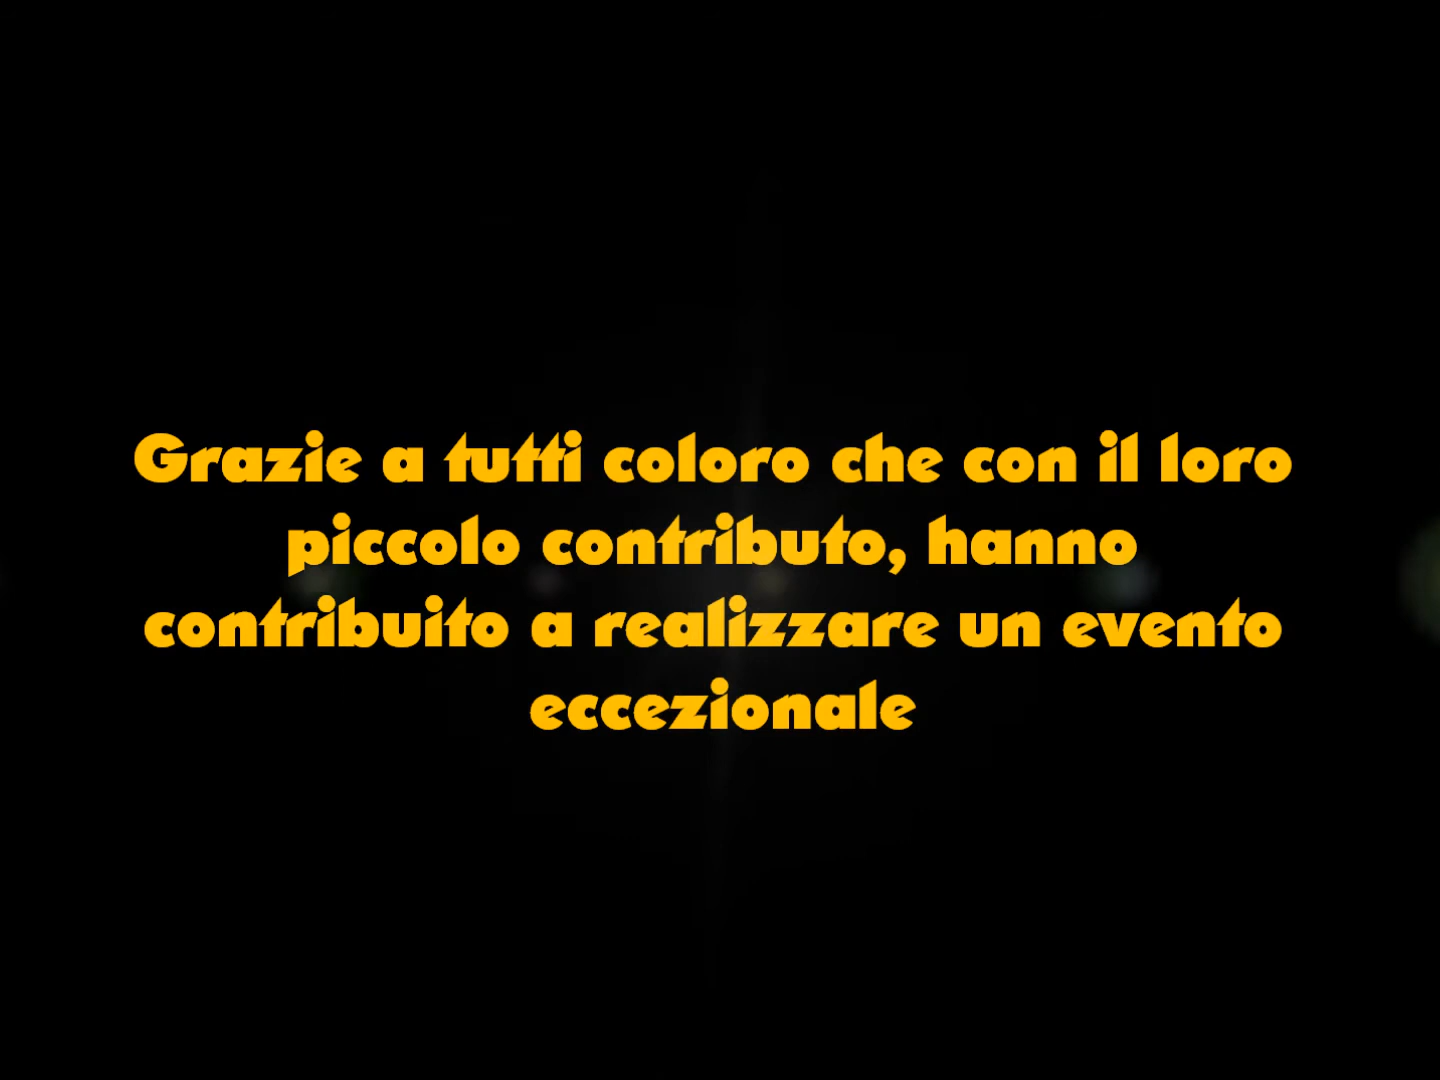 Grazie a tutti coloro che con il loro
piccolo contributo, hanno
contribuito a realizzare un evento
eccezionale